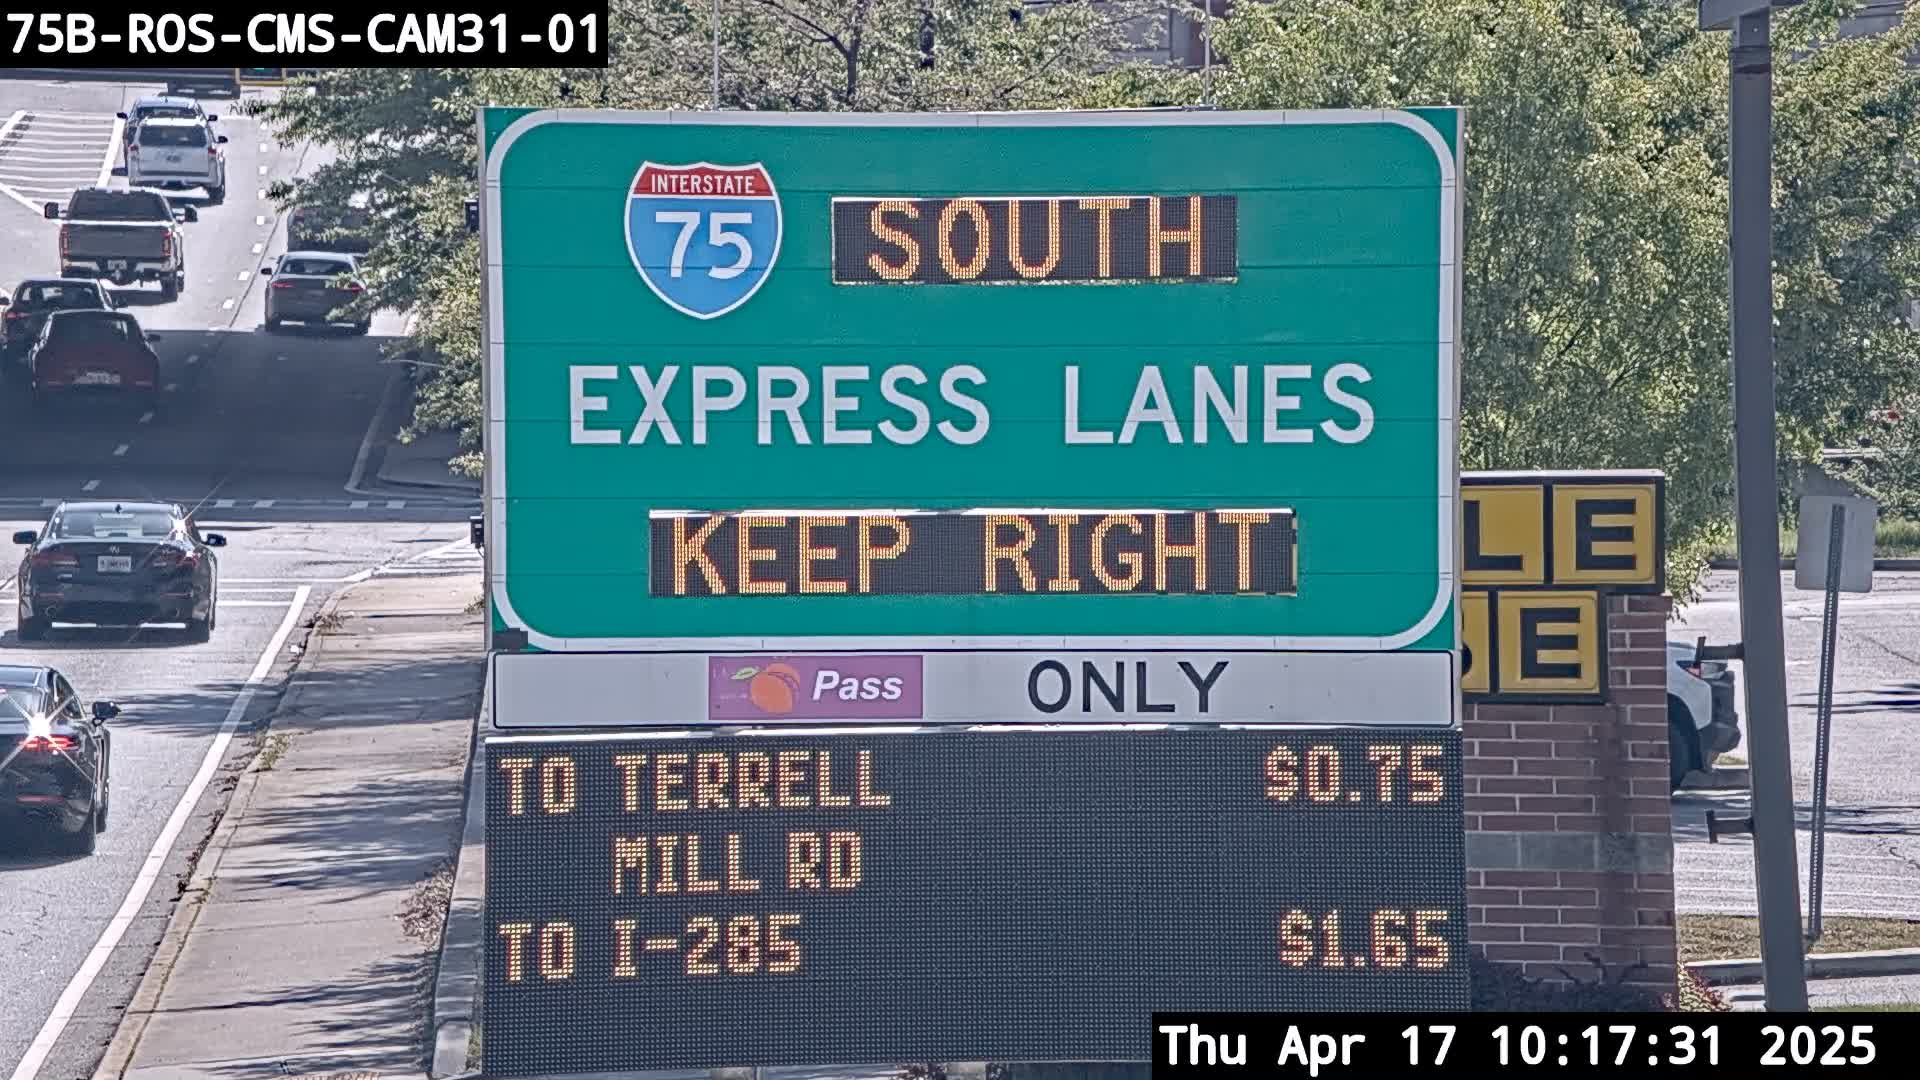 75B-ROS-CMS-CAM31-01
INTERSTATE
75
SOUTH
EXPRESS LANES
KEEP RIGHT
LE
E
Pass ONLY
TO TERRELL $0.75
MILL RD
TO I-285 $1.65
Thu Apr 17 10:17:31 2025